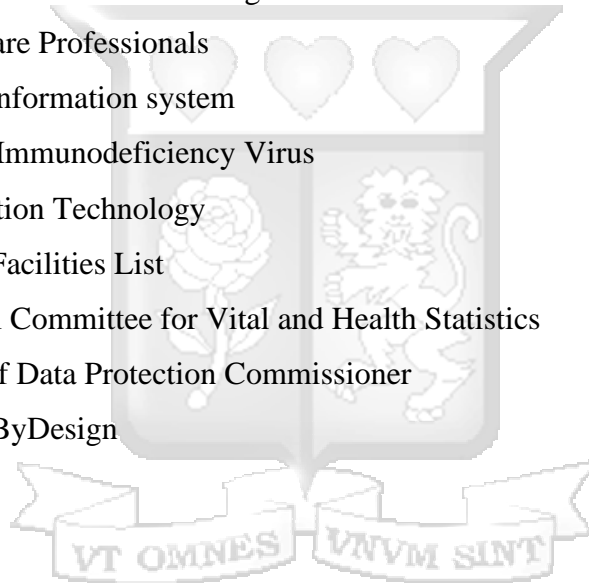 are Professionals
nformation system
Immunodeficiency Virus
tion Technology
Facilities List
Committee for Vital and Health Statistics
f Data Protection Commissioner
ByDesign
VT OMNES VNVM SINT